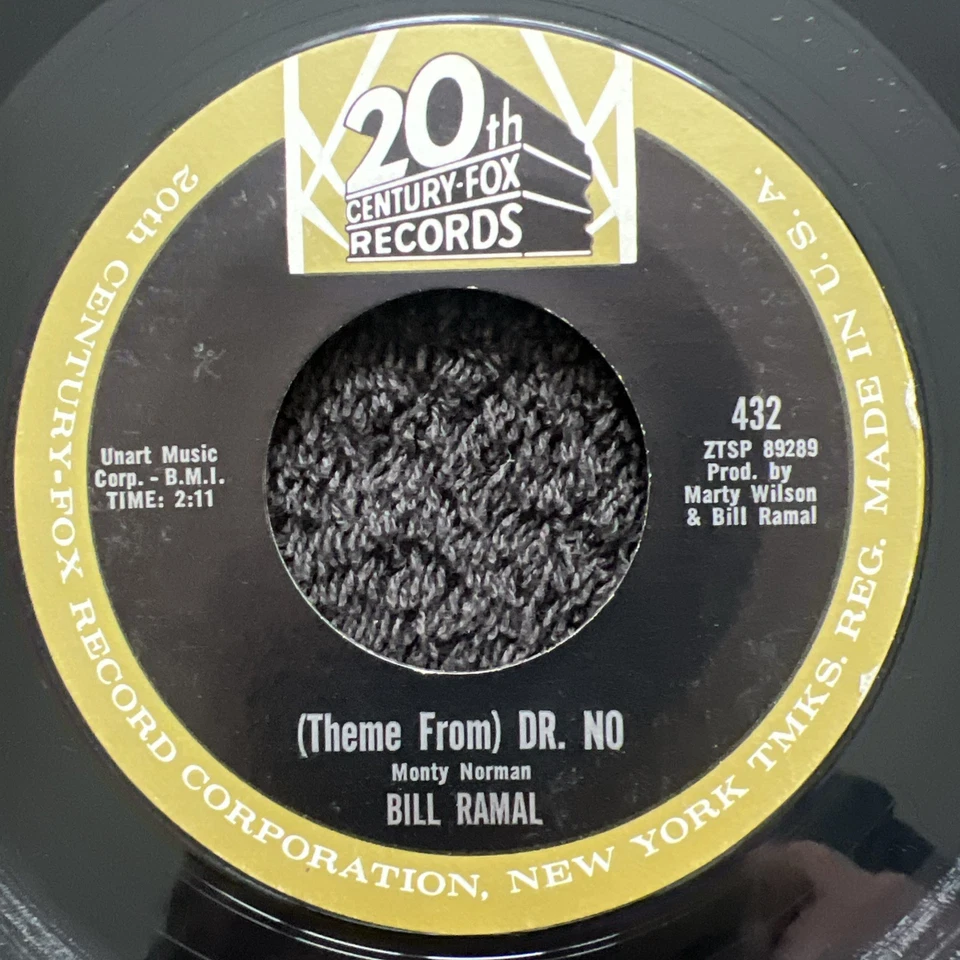 20th
CENTURY-FOX
RECORDS
20th CENTURY-FOX RECORD CORPORATION, NEW YORK TMKS. REG. MADE IN U.S.A.
Unart Music
Corp. - B.M.I.
TIME: 2:11
432
ZTSP 89289
Prod. by
Marty Wilson
& Bill Ramal
(Theme From) DR. NO
Monty Norman
BILL RAMAL